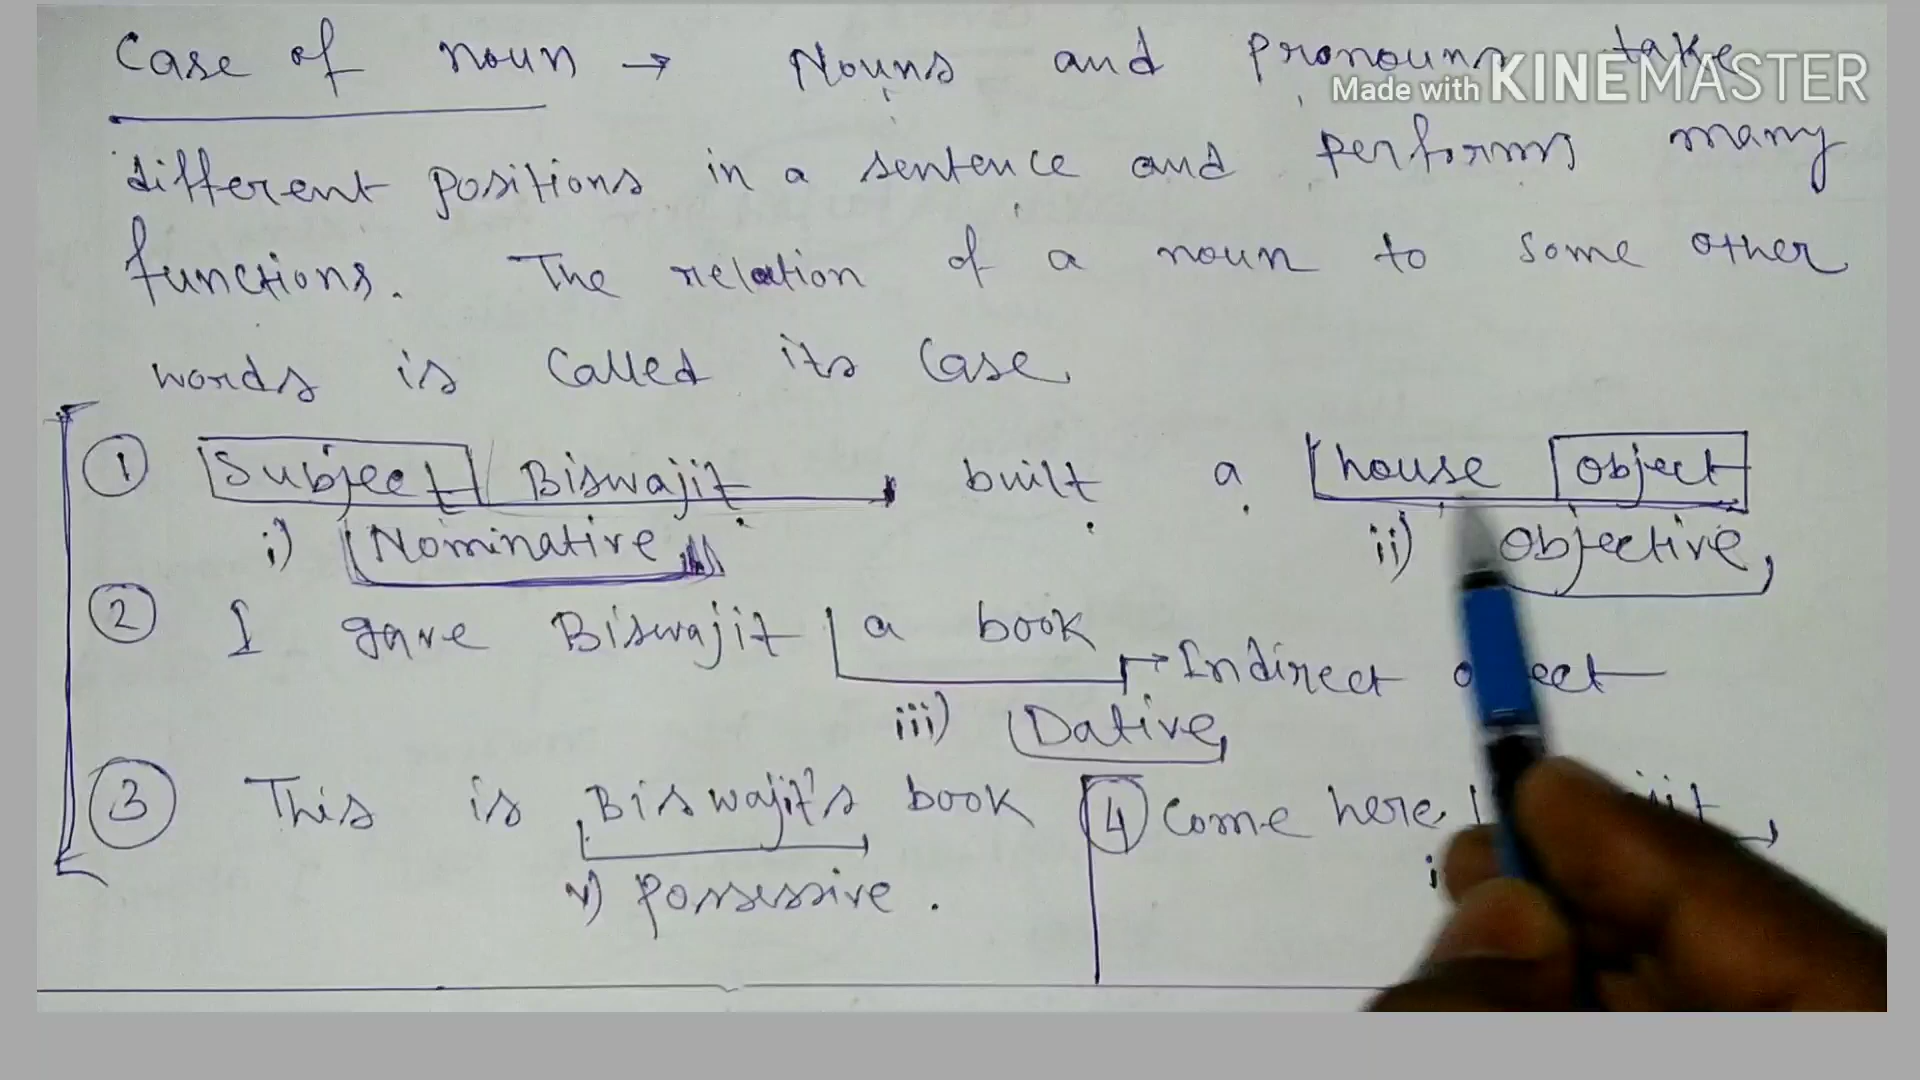 Case of noun → Nouns and pronouns take
Made with KINEMASTER
different positions in a sentence and performs many
functions. The relation of a noun to some other
words is Called its Case.
① Subject Biswajit built a house object
i) Nominative ii) objective,
② I gave Biswajit a book
→ Indirect
iii) Dative,
③ This is Biswajit's book ④ Come here,
v) possessive.